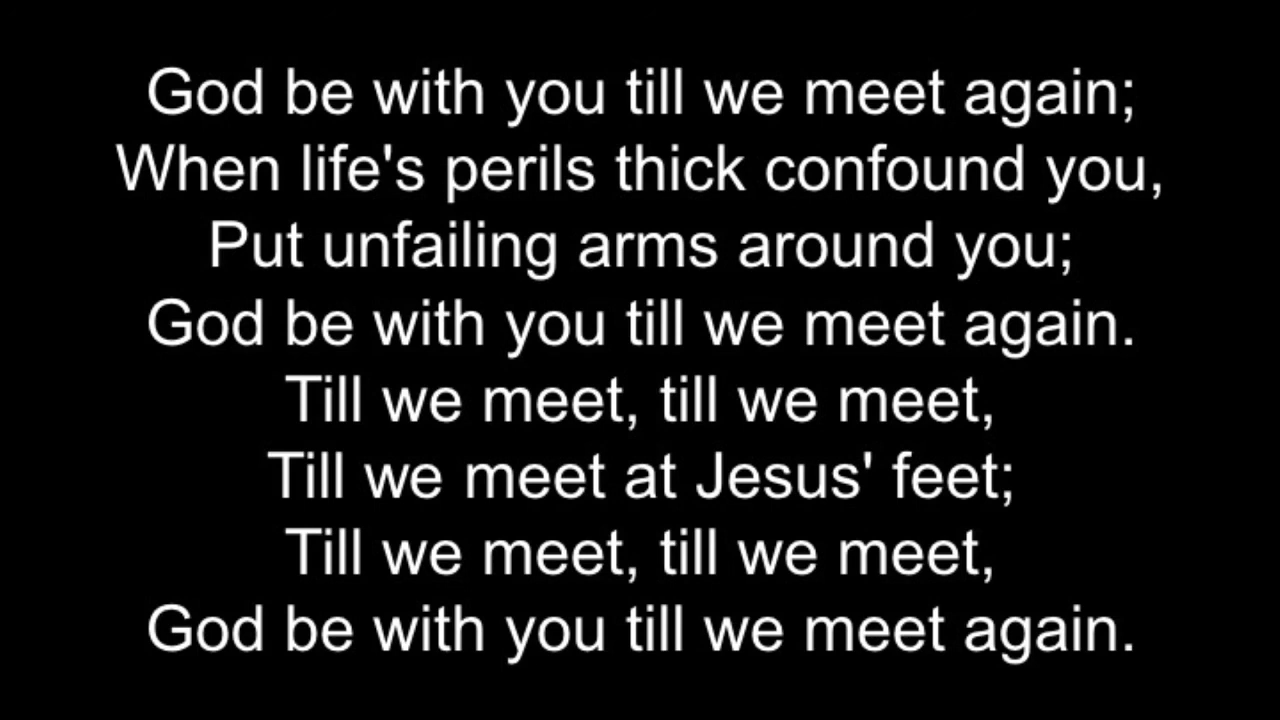 God be with you till we meet again;
When life's perils thick confound you,
Put unfailing arms around you;
God be with you till we meet again.
Till we meet, till we meet,
Till we meet at Jesus' feet;
Till we meet, till we meet,
God be with you till we meet again.